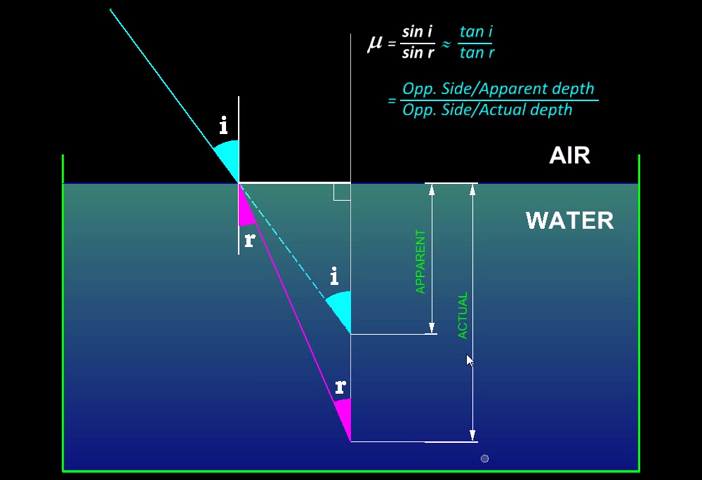 μ = sin i / sin r ≈ tan i / tan r
= Opp. Side/Apparent depth / Opp. Side/Actual depth
i
AIR
WATER
r
APPARENT
i
ACTUAL
r